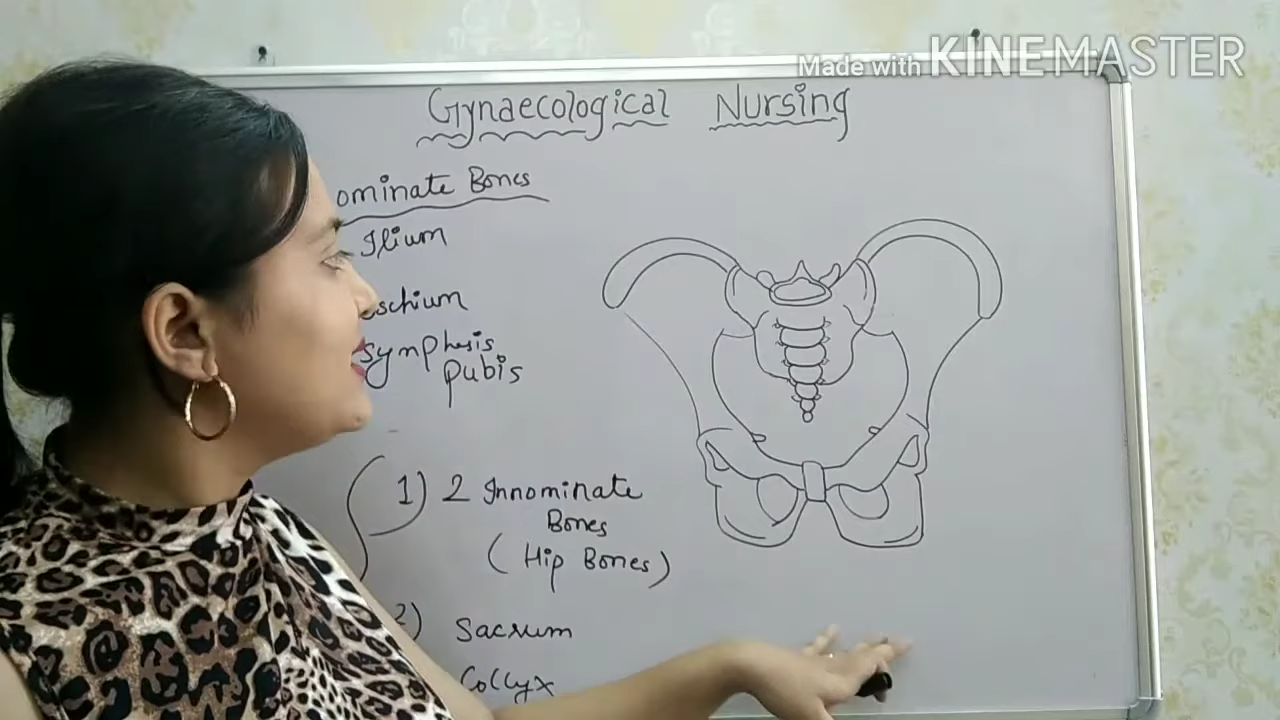 Made with KINEMASTER
Gynaecological Nursing
ominate Bones
Ilium
schium
symphesis
pubis
1) 2 Innominate
Bones
(Hip Bones)
2) Sacrum
Coccyx